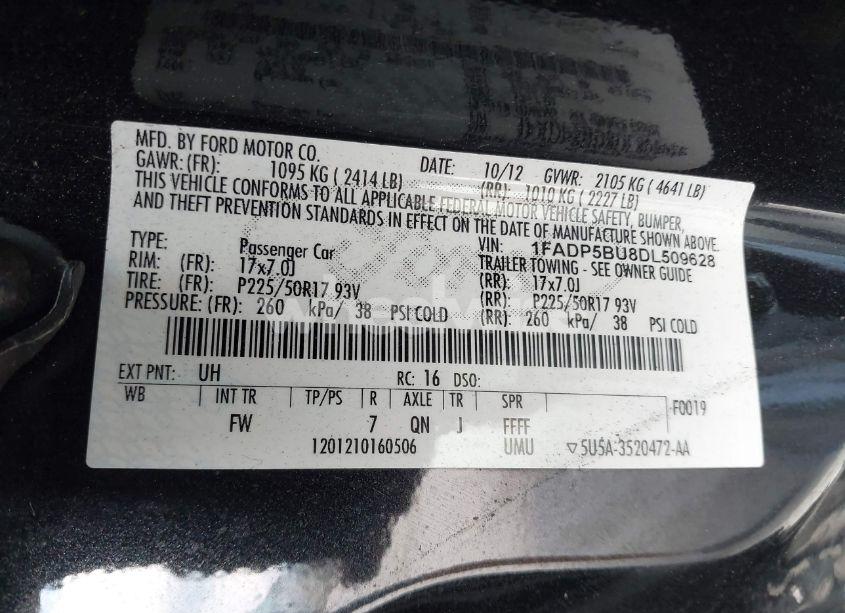 MFD. BY FORD MOTOR CO.
DATE: 10/12 GVWR: 2105 KG ( 4641 LB)
GAWR: (FR): 1095 KG ( 2414 LB) (RR): 1010 KG ( 2227 LB)
THIS VEHICLE CONFORMS TO ALL APPLICABLE FEDERAL MOTOR VEHICLE SAFETY, BUMPER,
AND THEFT PREVENTION STANDARDS IN EFFECT ON THE DATE OF MANUFACTURE SHOWN ABOVE.
VIN: 1FADP5BU8DL509628
TYPE: Passenger Car TRAILER TOWING - SEE OWNER GUIDE
RIM: (FR): 17x7.0J (RR): 17x7.0J
TIRE: (FR): P225/50R17 93V (RR): P225/50R17 93V
PRESSURE: (FR): 260 kPa/ 38 PSI COLD (RR): 260 kPa/ 38 PSI COLD
EXT PNT: UH RC: 16 DSO:
WB INT TR TP/PS R AXLE TR SPR F0019
FW 7 QN J FFFF
1201210160506 UMU ▽5U5A-3520472-AA